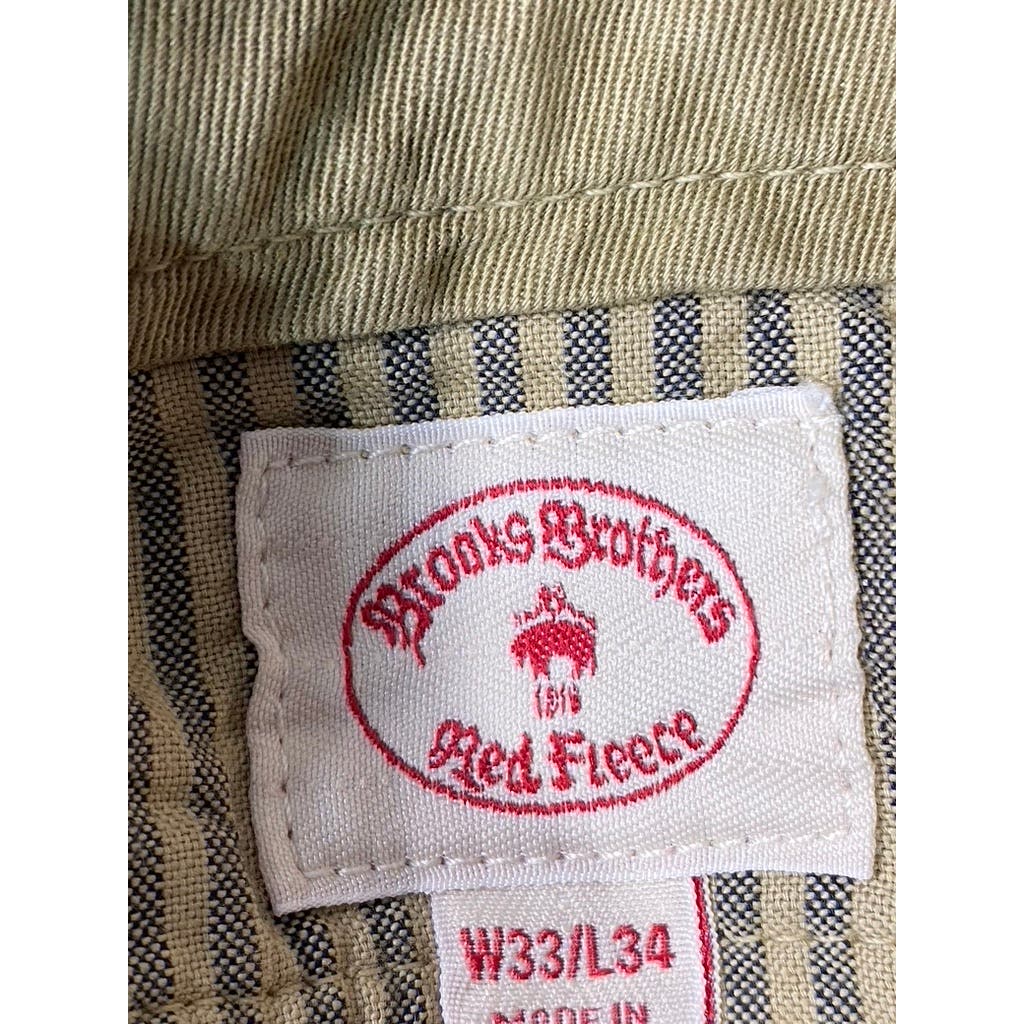 Brooks Brothers
1818
Red Fleece
W33/L34
MADE IN